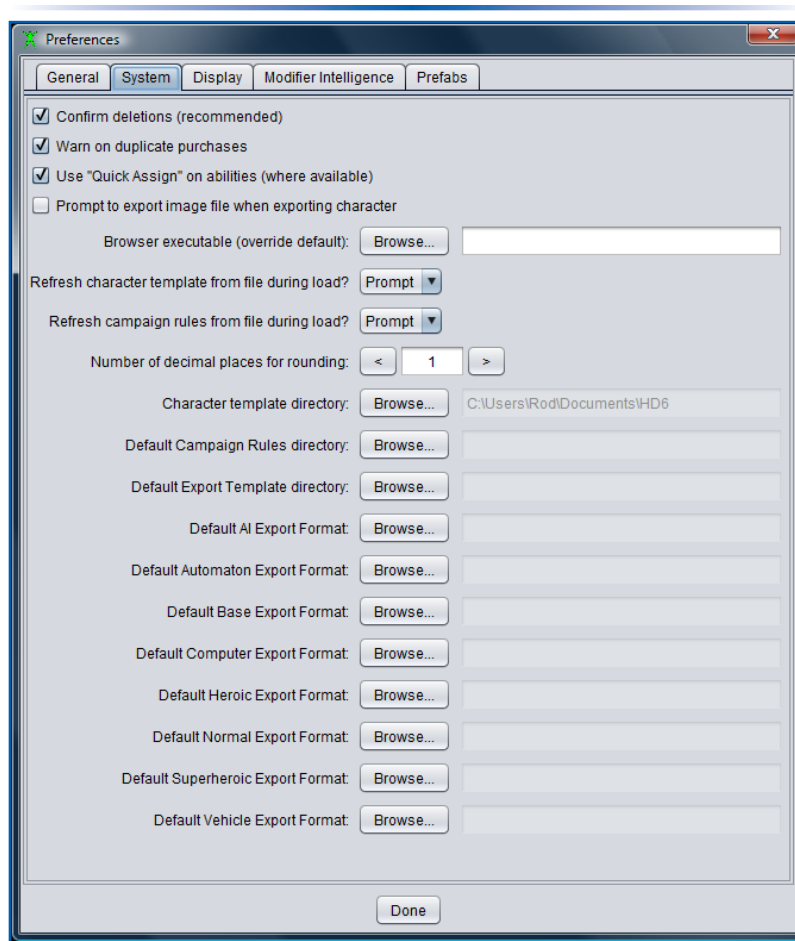 Preferences
General System Display Modifier Intelligence Prefabs
Confirm deletions (recommended)
Warn on duplicate purchases
Use "Quick Assign" on abilities (where available)
Prompt to export image file when exporting character
Browser executable (override default): Browse...
Refresh character template from file during load? Prompt
Refresh campaign rules from file during load? Prompt
Number of decimal places for rounding: < 1 >
Character template directory: Browse... C:\Users\Rod\Documents\HD6
Default Campaign Rules directory: Browse...
Default Export Template directory: Browse...
Default AI Export Format: Browse...
Default Automaton Export Format: Browse...
Default Base Export Format: Browse...
Default Computer Export Format: Browse...
Default Heroic Export Format: Browse...
Default Normal Export Format: Browse...
Default Superheroic Export Format: Browse...
Default Vehicle Export Format: Browse...
Done